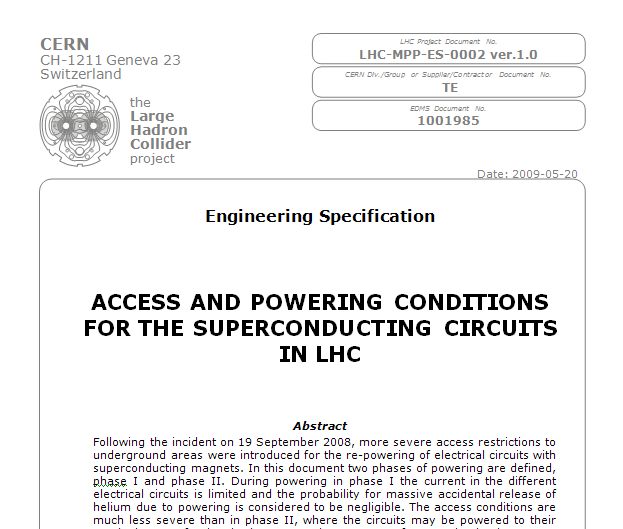 CERN
CH-1211 Geneva 23
Switzerland
the
Large
Hadron
Collider
project
LHC Project Document No.
LHC-MPP-ES-0002 ver.1.0
CERN Div./Group or Supplier/Contractor Document No.
TE
EDMS Document No.
1001985
Date: 2009-05-20
Engineering Specification
ACCESS AND POWERING CONDITIONS
FOR THE SUPERCONDUCTING CIRCUITS
IN LHC
Abstract
Following the incident on 19 September 2008, more severe access restrictions to
underground areas were introduced for the re-powering of electrical circuits with
superconducting magnets. In this document two phases of powering are defined,
phase I and phase II. During powering in phase I the current in the different
electrical circuits is limited and the probability for massive accidental release of
helium due to powering is considered to be negligible. The access conditions are
much less severe than in phase II, where the circuits may be powered to their